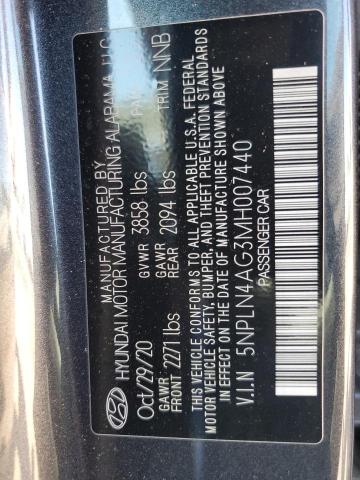 MANUFACTURED BY
HYUNDAI MOTOR MANUFACTURING ALABAMA, LLC
Oct/29/20 GVWR 3858 lbs
GAWR FRONT 2271 lbs GAWR REAR 2094 lbs TRIM NNB
THIS VEHICLE CONFORMS TO ALL APPLICABLE U.S.A. FEDERAL
MOTOR VEHICLE SAFETY, BUMPER, AND THEFT PREVENTION STANDARDS
IN EFFECT ON THE DATE OF MANUFACTURE SHOWN ABOVE.
V.I.N 5NPLN4AG3MH007440
PASSENGER CAR